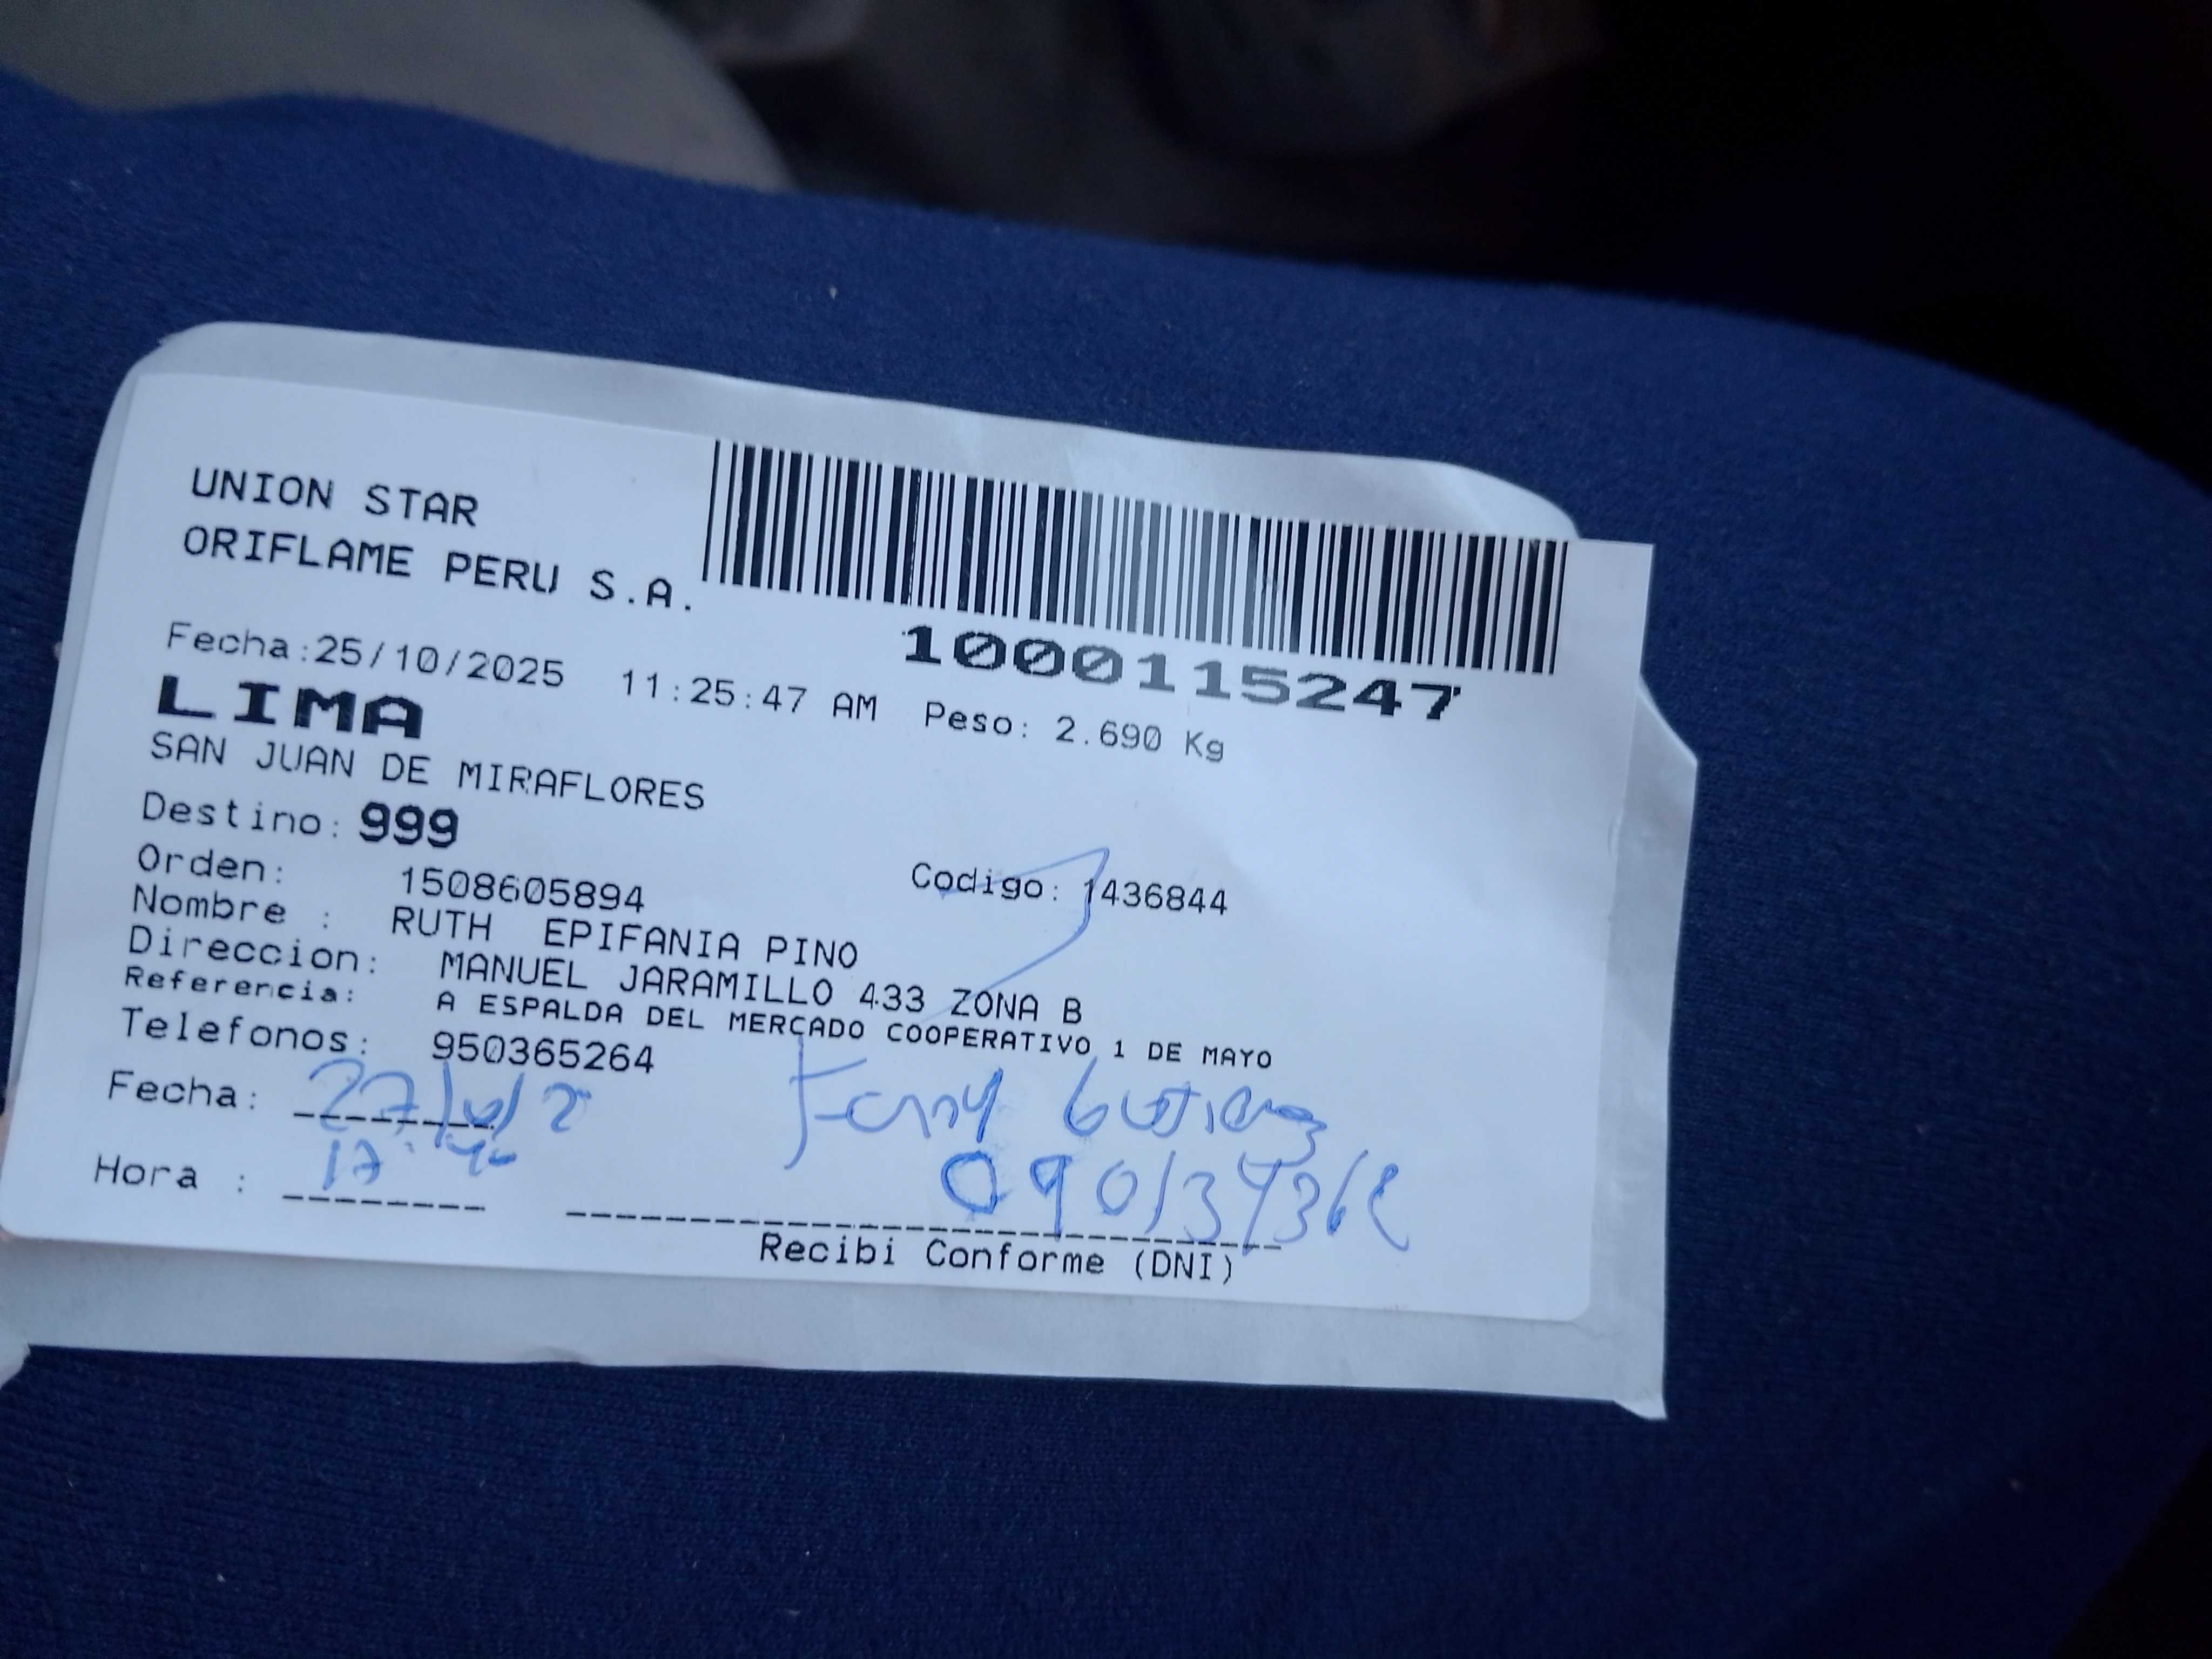 UNION STAR
ORIFLAME PERU S.A.
1000115247
Fecha:25/10/2025 11:25:47 AM Peso: 2.690 Kg
LIMA
SAN JUAN DE MIRAFLORES
Destino: 999
Orden: 1508605894 Codigo: 1436844
Nombre : RUTH EPIFANIA PINO
Direccion: MANUEL JARAMILLO 433 ZONA B
Referencia: A ESPALDA DEL MERCADO COOPERATIVO 1 DE MAYO
Telefonos: 950365264
Fecha:
Hora :
Recibi Conforme (DNI)